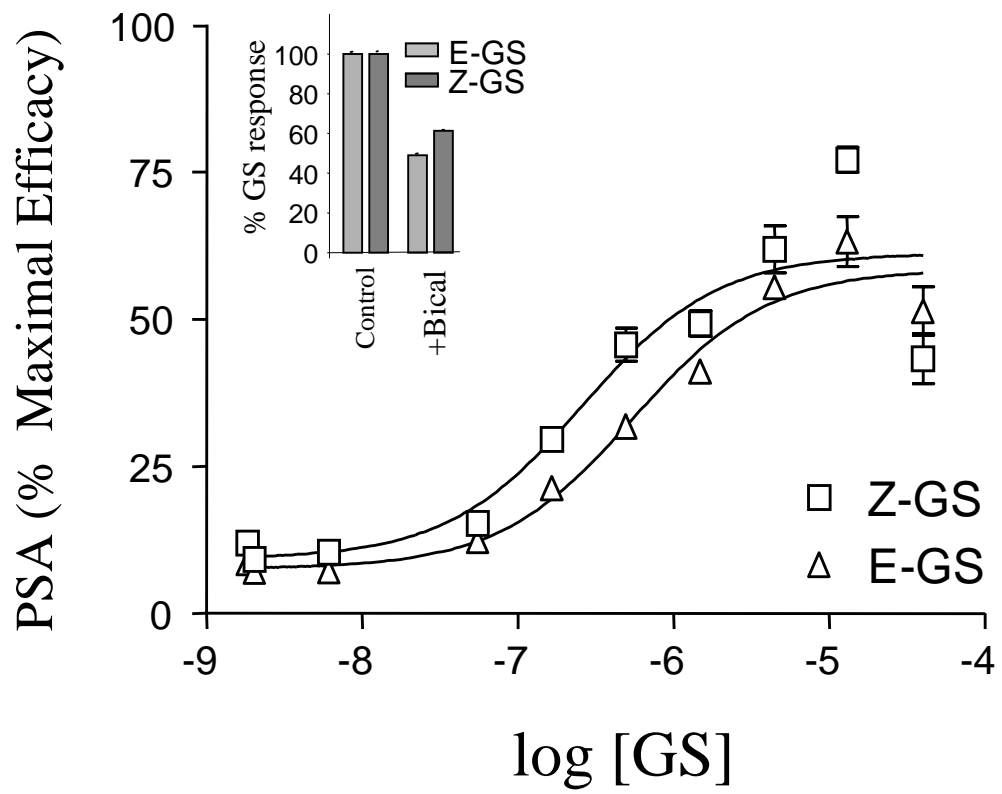 PSA (% Maximal Efficacy)
100
75
50
25
0
-9 -8 -7 -6 -5 -4
log [GS]
Z-GS
E-GS
% GS response
100
80
60
40
20
0
Control
+Bical
E-GS
Z-GS